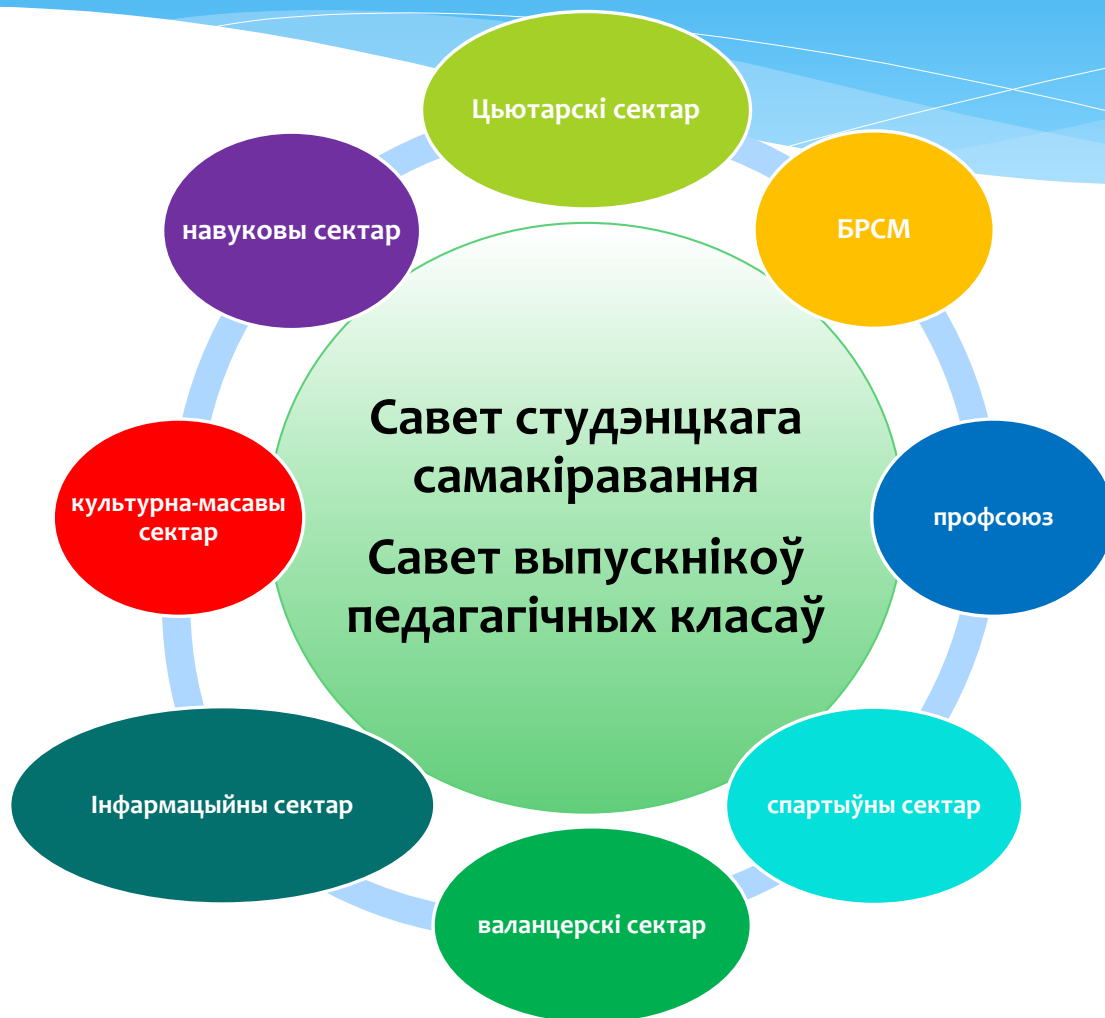 Цьютарскі сектар
БРСМ
навуковы сектар
Савет студэнцкага
самакіравання
Савет выпускнікоў
педагагічных класаў
культурна-масавы
сектар
профсоюз
Інфармацыйны сектар
спартыўны сектар
валанцерскі сектар